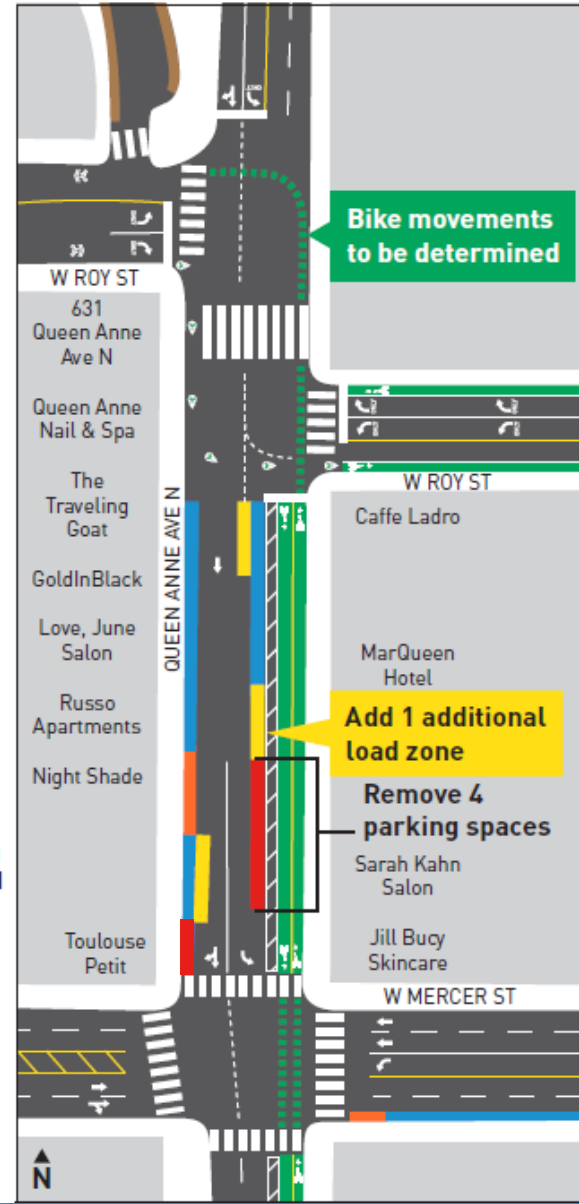 Bike movements
to be determined
W ROY ST
631
Queen Anne
Ave N
Queen Anne
Nail & Spa
The
Traveling
Goat
GoldInBlack
Love, June
Salon
Russo
Apartments
Night Shade
Toulouse
Petit
QUEEN ANNE AVE N
W ROY ST
Caffe Ladro
MarQueen
Hotel
Add 1 additional
load zone
Remove 4
parking spaces
Sarah Kahn
Salon
Jill Bucy
Skincare
W MERCER ST
N